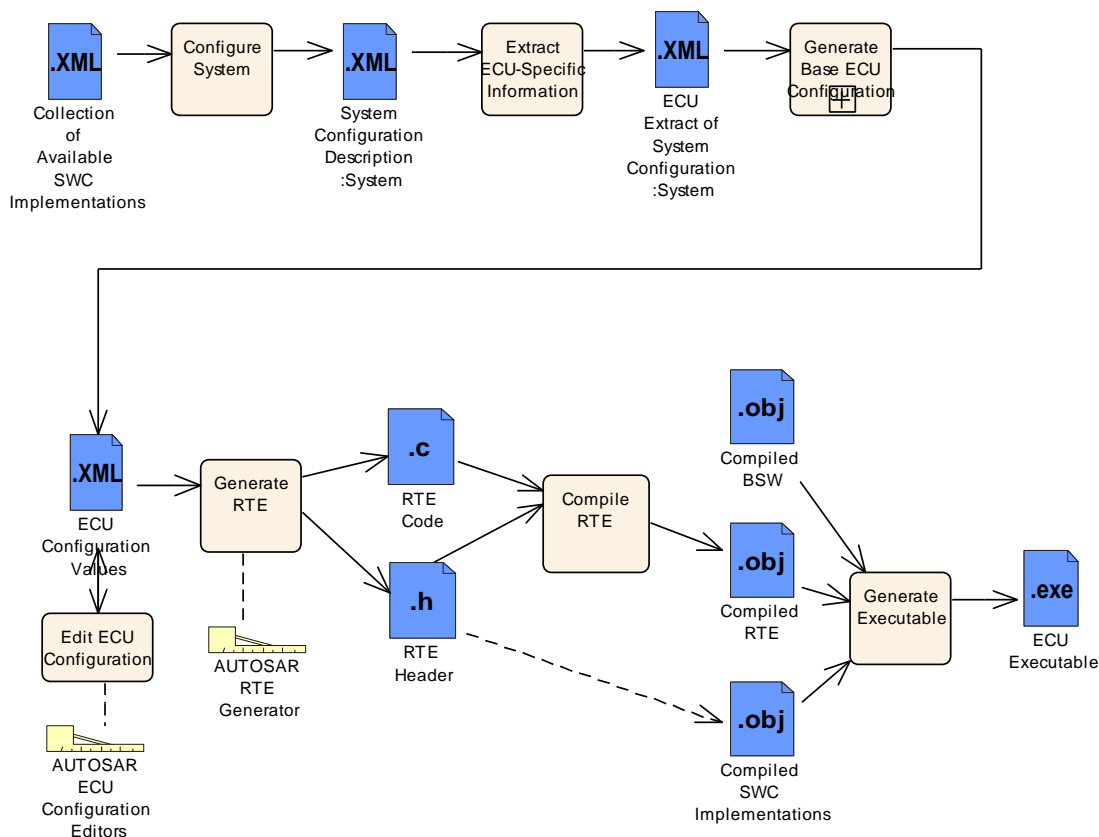 .XML
Collection
of
Available
SWC
Implementations
Configure
System
.XML
System
Configuration
Description
:System
Extract
ECU-Specific
Information
.XML
ECU
Extract of
System
Configuration
:System
Generate
Base ECU
Configuration
.XML
ECU
Configuration
Values
Edit ECU
Configuration
AUTOSAR
ECU
Configuration
Editors
Generate
RTE
AUTOSAR
RTE
Generator
.c
RTE
Code
.h
RTE
Header
Compile
RTE
.obj
Compiled
BSW
.obj
Compiled
RTE
.obj
Compiled
SWC
Implementations
Generate
Executable
.exe
ECU
Executable